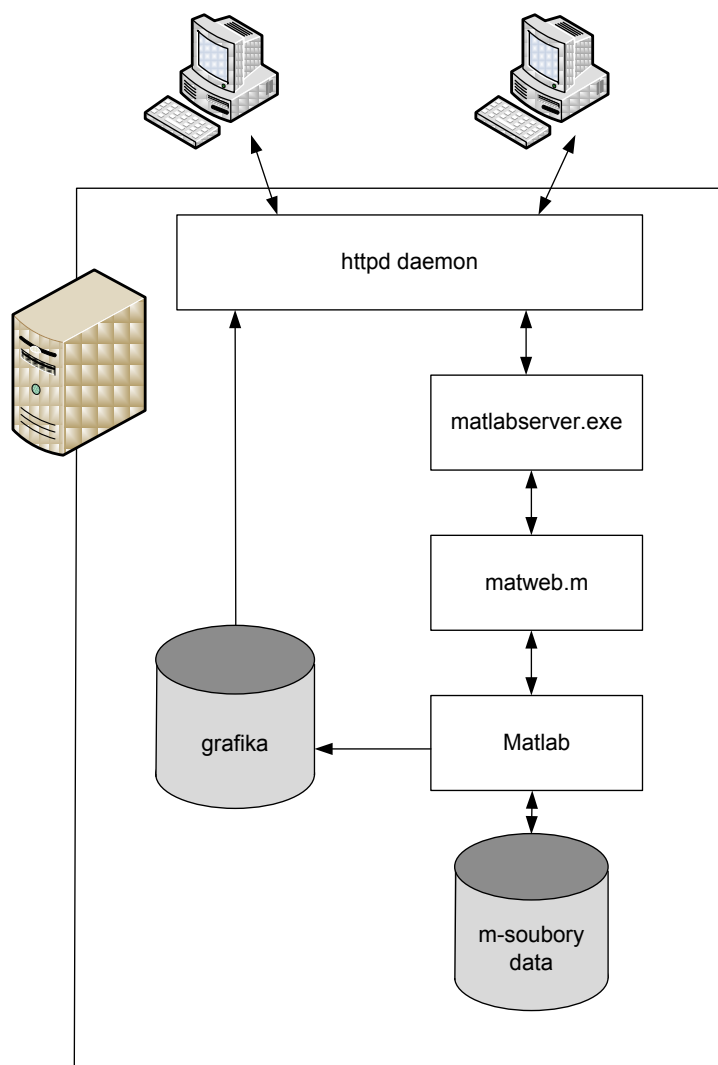 httpd daemon
matlabserver.exe
matweb.m
grafika
Matlab
m-soubory
data